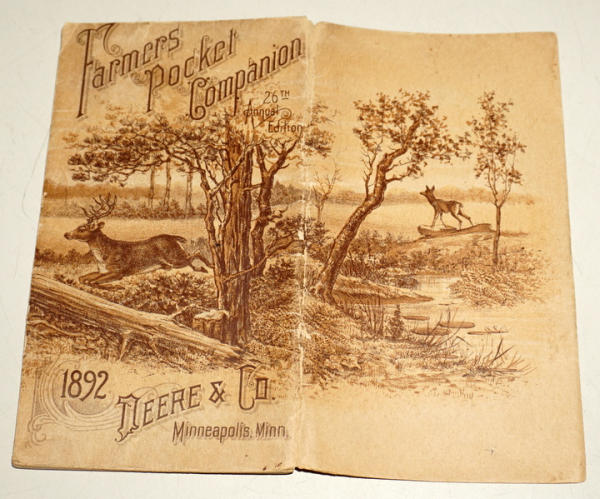 Farmers
Pocket
Companion
26TH
Annual
Edition
1892
DEERE & CO.
Minneapolis, Minn.